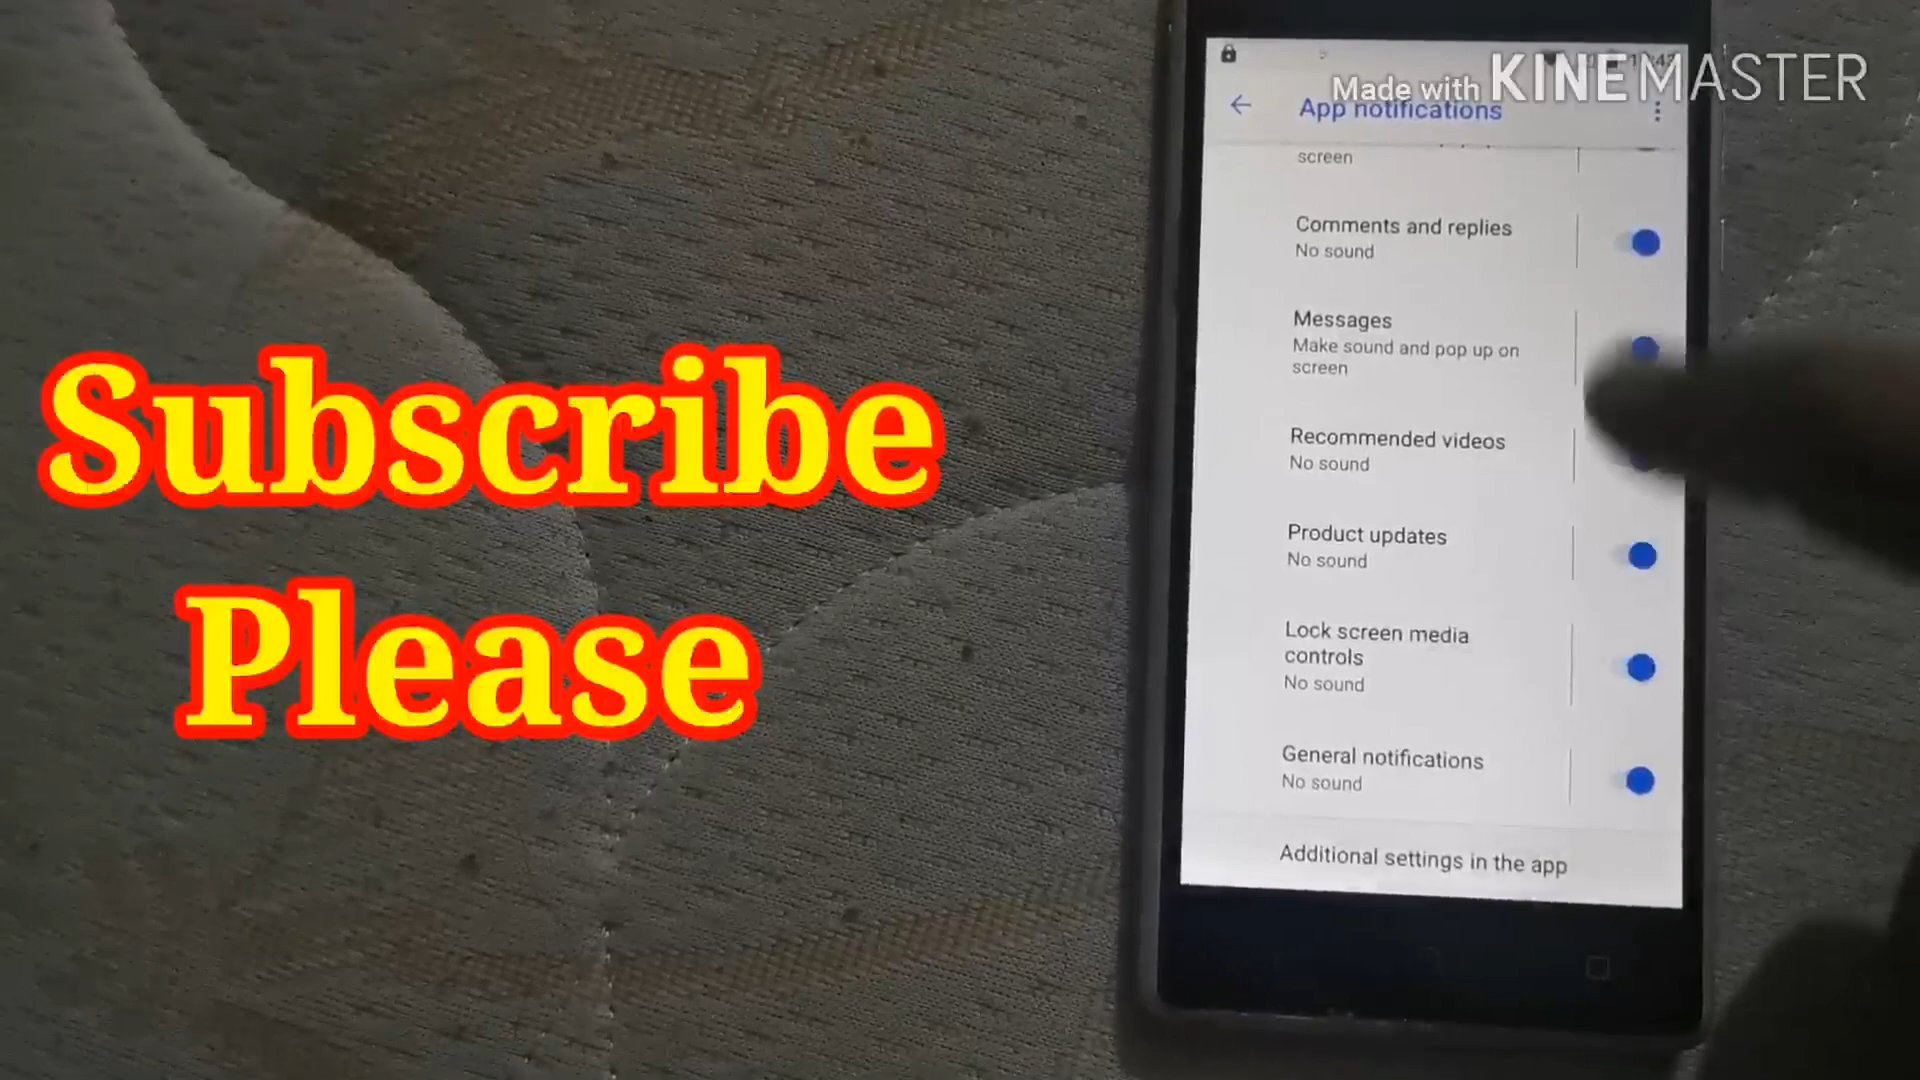 Made with KINEMASTER
App notifications
screen
Comments and replies
No sound
Messages
Make sound and pop up on
screen
Recommended videos
No sound
Product updates
No sound
Lock screen media
controls
No sound
General notifications
No sound
Additional settings in the app
Subscribe
Please